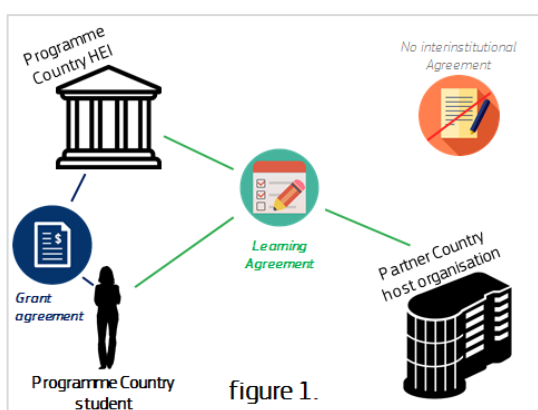 Programme
Country HEI
No interinstitutional
Agreement
Learning
Agreement
Grant
agreement
Partner Country
host organisation
Programme Country
student
figure 1.